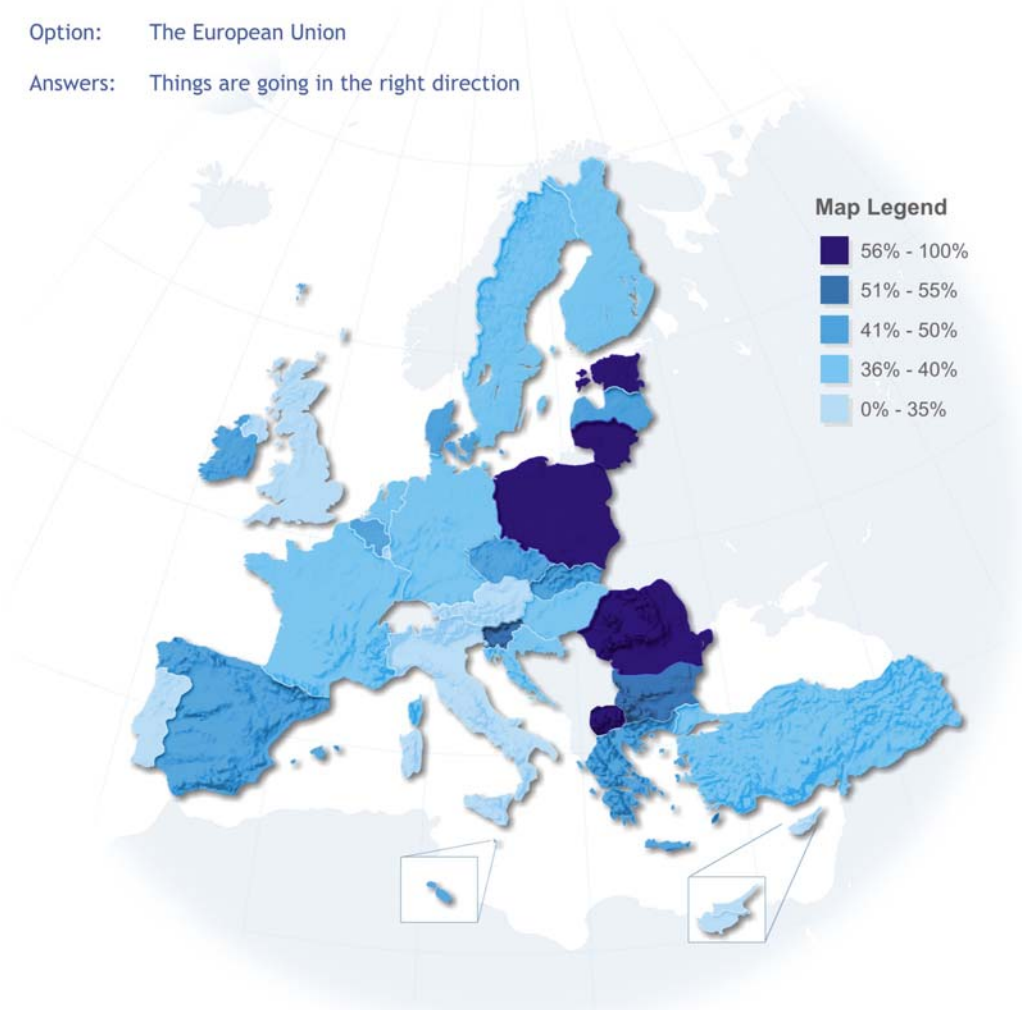 Option: The European Union
Answers: Things are going in the right direction
Map Legend
56% - 100%
51% - 55%
41% - 50%
36% - 40%
0% - 35%